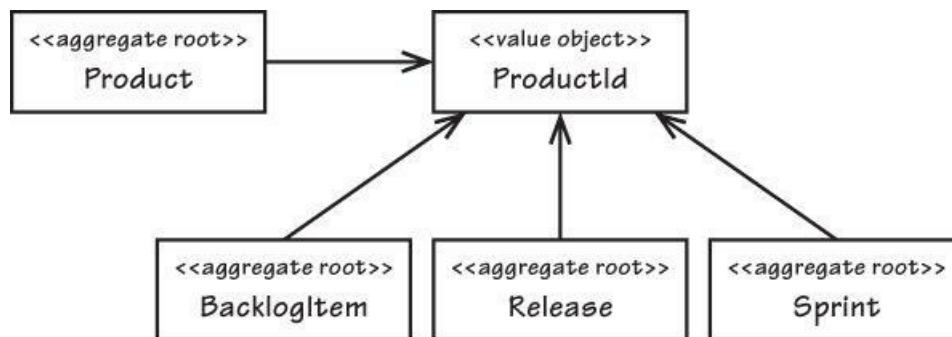 <<aggregate root>>
Product
<<value object>>
ProductId
<<aggregate root>>
BacklogItem
<<aggregate root>>
Release
<<aggregate root>>
Sprint